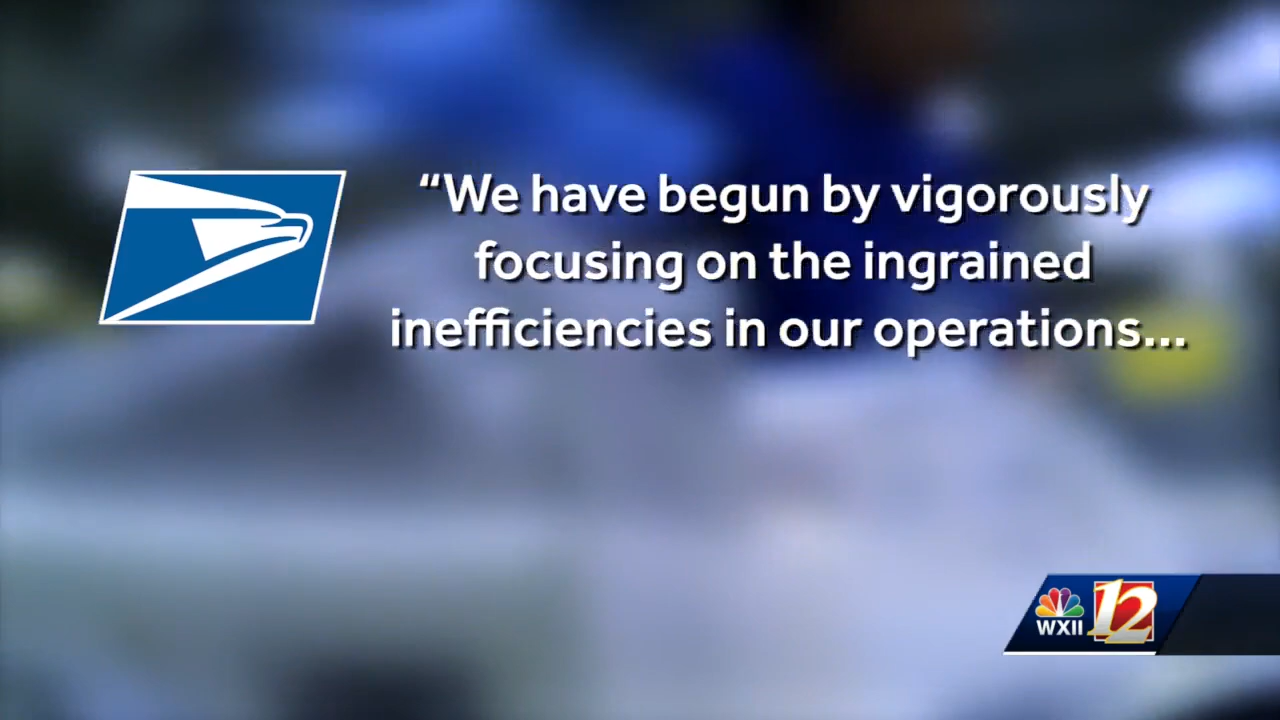 “We have begun by vigorously
focusing on the ingrained
inefficiencies in our operations...
WXII 12